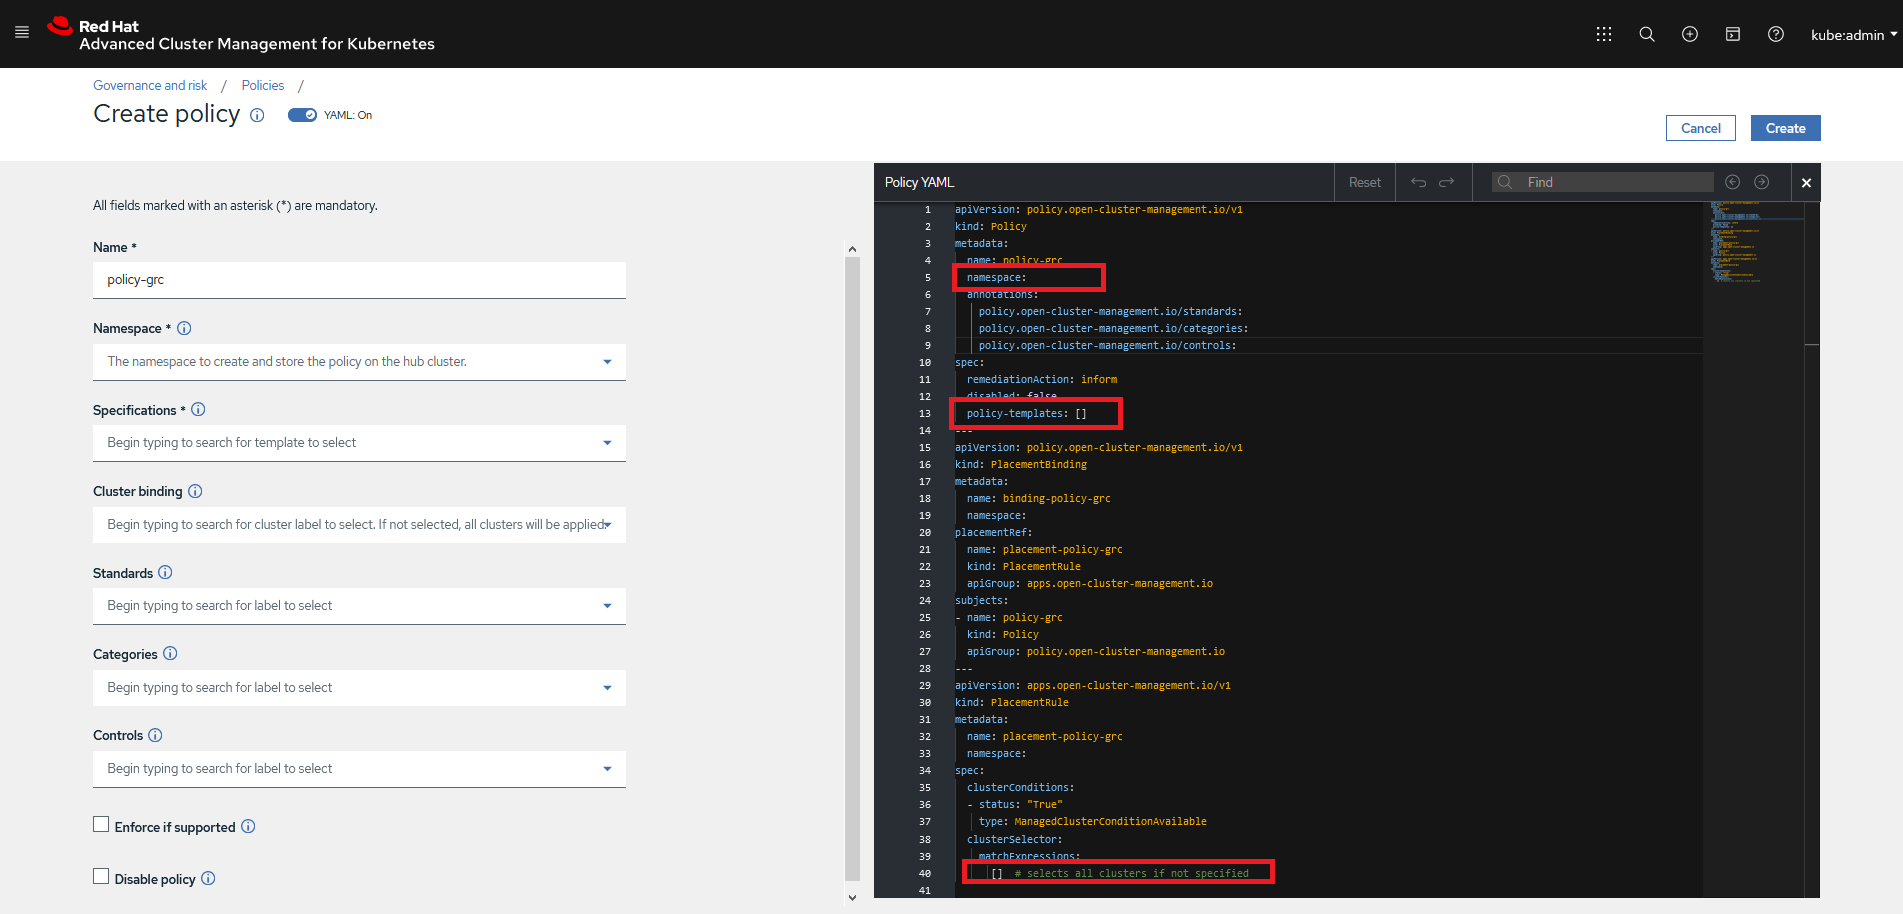 Red Hat
Advanced Cluster Management for Kubernetes
kube:admin
Governance and risk / Policies /
Create policy
YAML: On
Cancel
Create
All fields marked with an asterisk (*) are mandatory.
Name *
policy-grc
Namespace *
The namespace to create and store the policy on the hub cluster.
Specifications *
Begin typing to search for template to select
Cluster binding
Begin typing to search for cluster label to select. If not selected, all clusters will be applied.
Standards
Begin typing to search for label to select
Categories
Begin typing to search for label to select
Controls
Begin typing to search for label to select
Enforce if supported
Disable policy
Policy YAML
Reset
Find
1 apiVersion: policy.open-cluster-management.io/v1
2 kind: Policy
3 metadata:
4 name: policy-grc
5 namespace:
6 annotations:
7 policy.open-cluster-management.io/standards:
8 policy.open-cluster-management.io/categories:
9 policy.open-cluster-management.io/controls:
10 spec:
11 remediationAction: inform
12 disabled: false
13 policy-templates: []
14 ---
15 apiVersion: policy.open-cluster-management.io/v1
16 kind: PlacementBinding
17 metadata:
18 name: binding-policy-grc
19 namespace:
20 placementRef:
21 name: placement-policy-grc
22 kind: PlacementRule
23 apiGroup: apps.open-cluster-management.io
24 subjects:
25 - name: policy-grc
26 kind: Policy
27 apiGroup: policy.open-cluster-management.io
28 ---
29 apiVersion: apps.open-cluster-management.io/v1
30 kind: PlacementRule
31 metadata:
32 name: placement-policy-grc
33 namespace:
34 spec:
35 clusterConditions:
36 - status: "True"
37 type: ManagedClusterConditionAvailable
38 clusterSelector:
39 matchExpressions:
40 [] # selects all clusters if not specified
41